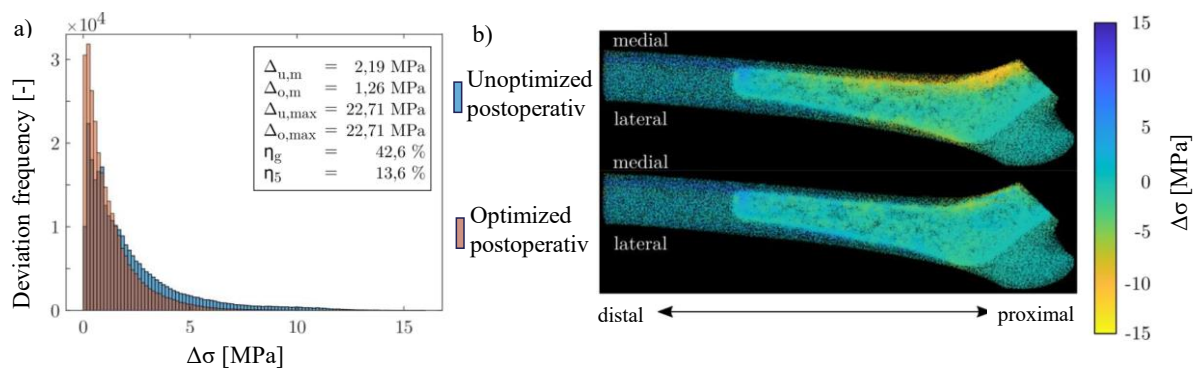 a)
×10⁴
3
2
1
0
Deviation frequency [-]
0
5
10
15
Δσ [MPa]
Δu,m = 2,19 MPa
Δo,m = 1,26 MPa
Δu,max = 22,71 MPa
Δo,max = 22,71 MPa
ηg = 42,6 %
η5 = 13,6 %
Unoptimized
postoperativ
Optimized
postoperativ
b)
medial
lateral
medial
lateral
distal
proximal
15
10
5
0
-5
-10
-15
Δσ [MPa]